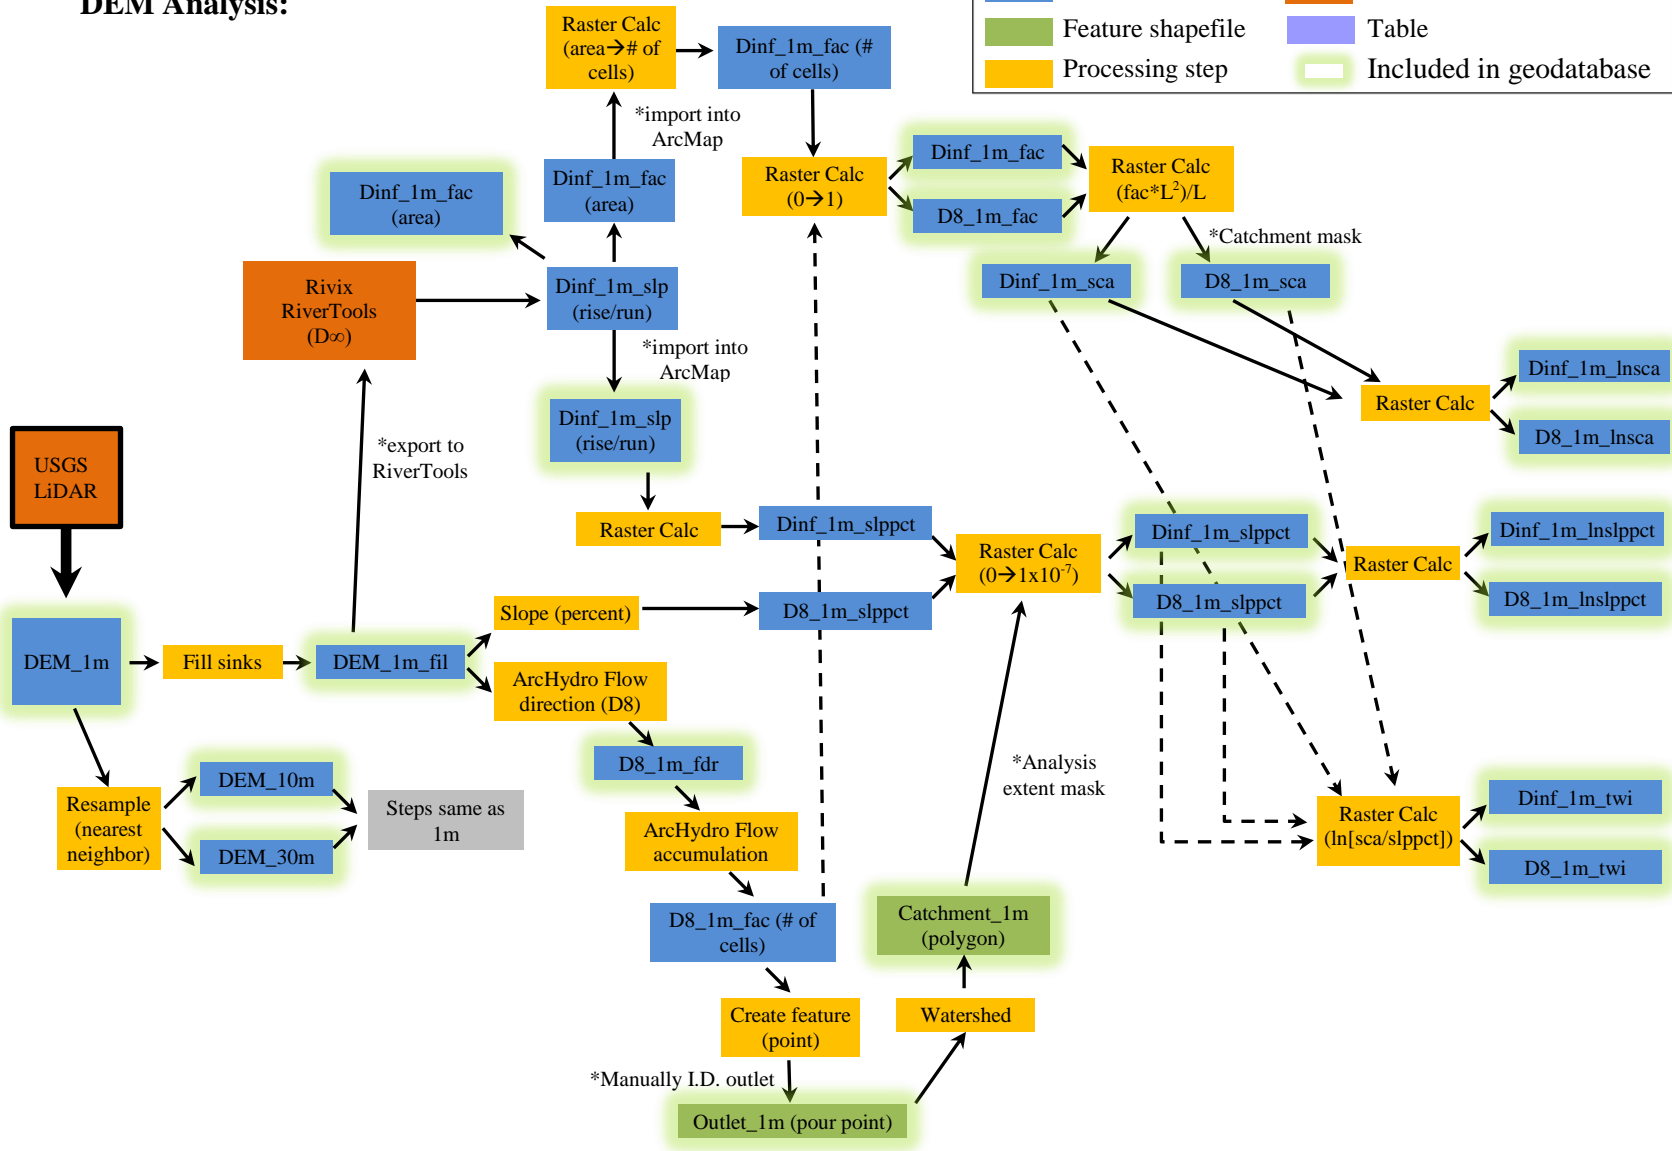 DEM Analysis:
Feature shapefile
Table
Processing step
Included in geodatabase
Raster Calc
(area→# of
cells)
Dinf_1m_fac (#
of cells)
*import into
ArcMap
Dinf_1m_fac
(area)
Dinf_1m_fac
(area)
Raster Calc
(0→1)
Dinf_1m_fac
D8_1m_fac
Raster Calc
(fac*L²)/L
*Catchment mask
Dinf_1m_sca
D8_1m_sca
Rivix
RiverTools
(D∞)
Dinf_1m_slp
(rise/run)
*import into
ArcMap
Dinf_1m_slp
(rise/run)
Raster Calc
Dinf_1m_lnsca
D8_1m_lnsca
*export to
RiverTools
USGS
LiDAR
Raster Calc
Dinf_1m_slppct
Raster Calc
(0→1x10⁻⁷)
Dinf_1m_slppct
D8_1m_slppct
Raster Calc
Dinf_1m_lnslppct
D8_1m_lnslppct
Slope (percent)
D8_1m_slppct
DEM_1m
Fill sinks
DEM_1m_fil
ArcHydro Flow
direction (D8)
D8_1m_fdr
ArcHydro Flow
accumulation
*Analysis
extent mask
Resample
(nearest
neighbor)
DEM_10m
DEM_30m
Steps same as
1m
Raster Calc
(ln[sca/slppct])
Dinf_1m_twi
D8_1m_twi
D8_1m_fac (# of
cells)
Catchment_1m
(polygon)
Create feature
(point)
Watershed
*Manually I.D. outlet
Outlet_1m (pour point)